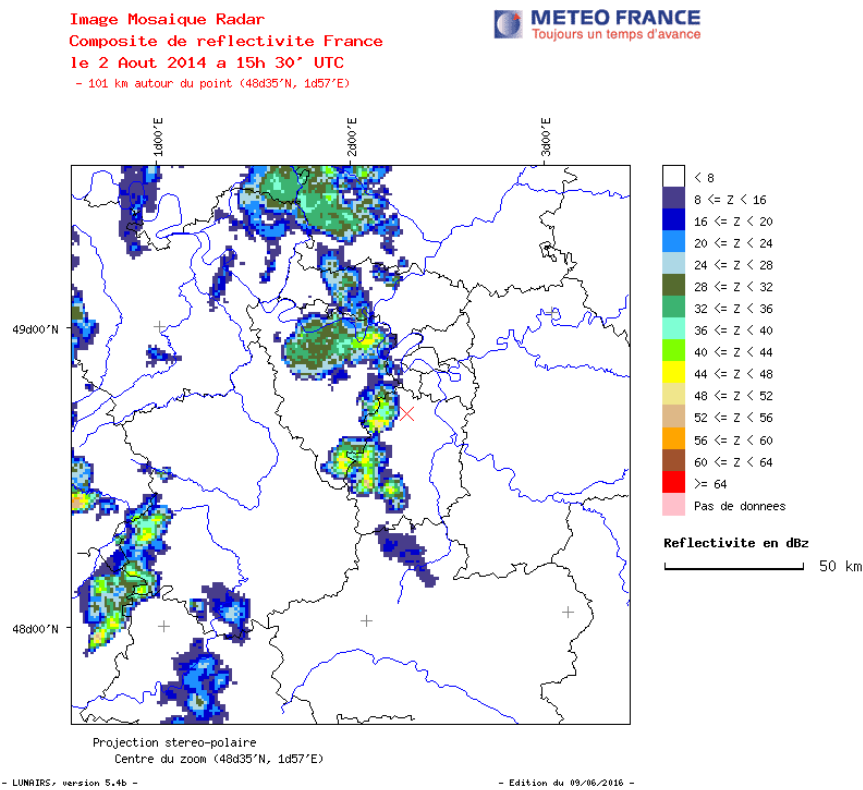 Image Mosaique Radar
Composite de reflectivite France
le 2 Aout 2014 a 15h 30' UTC
- 101 km autour du point (48d35'N, 1d57'E)
METEO FRANCE
Toujours un temps d'avance
1d00'E
2d00'E
3d00'E
49d00'N
48d00'N
< 8
8 <= Z < 16
16 <= Z < 20
20 <= Z < 24
24 <= Z < 28
28 <= Z < 32
32 <= Z < 36
36 <= Z < 40
40 <= Z < 44
44 <= Z < 48
48 <= Z < 52
52 <= Z < 56
56 <= Z < 60
60 <= Z < 64
>= 64
Pas de donnees
Reflectivite en dBz
50 km
Projection stereo-polaire
Centre du zoom (48d35'N, 1d57'E)
- LUNAIRS, version 5.4b -
- Edition du 09/06/2016 -